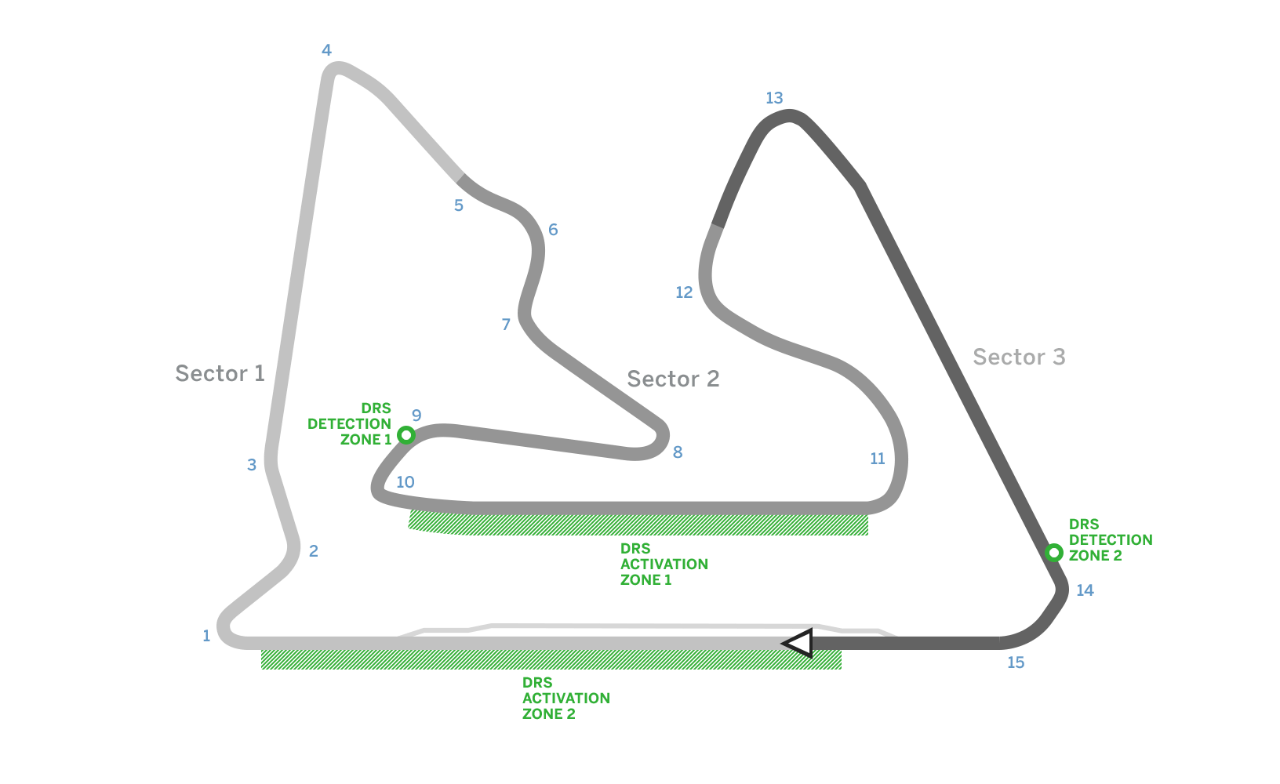 4
13
5
6
12
7
Sector 3
Sector 1
Sector 2
DRS
DETECTION
ZONE 1
9
8
11
3
10
DRS
DETECTION
ZONE 2
2
DRS
ACTIVATION
ZONE 1
14
1
15
DRS
ACTIVATION
ZONE 2